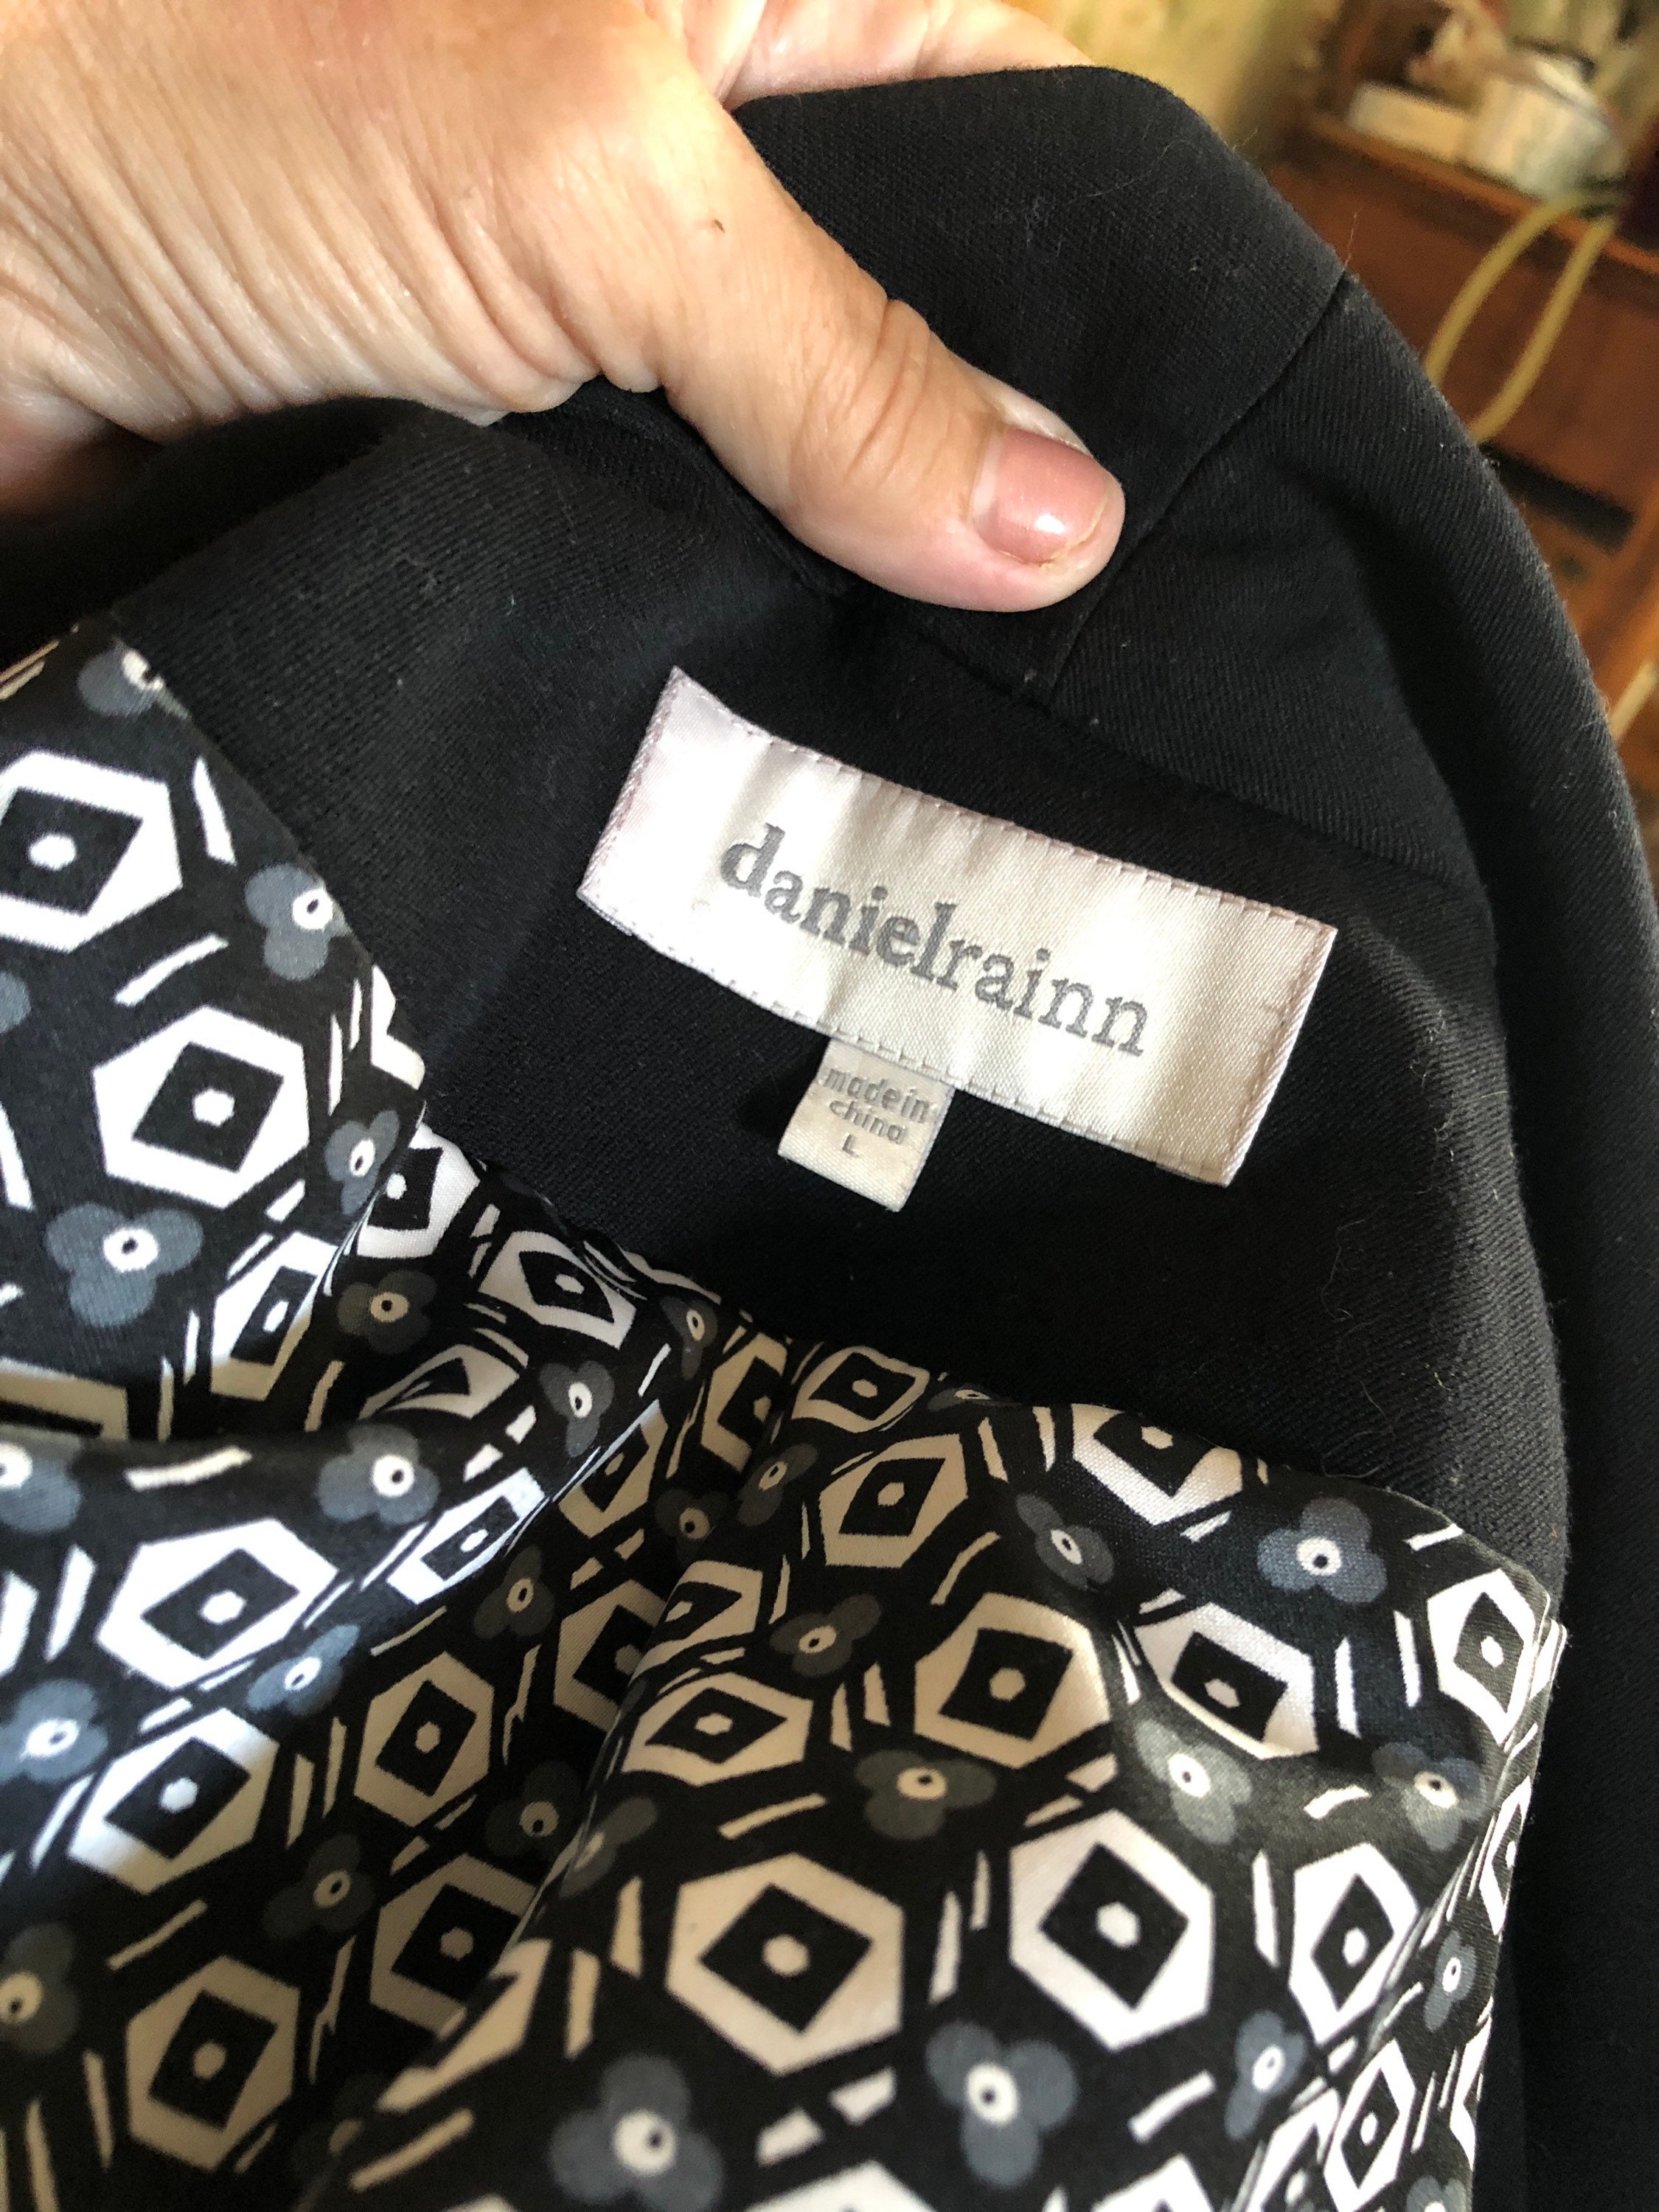 danielrainn
made in
china
L